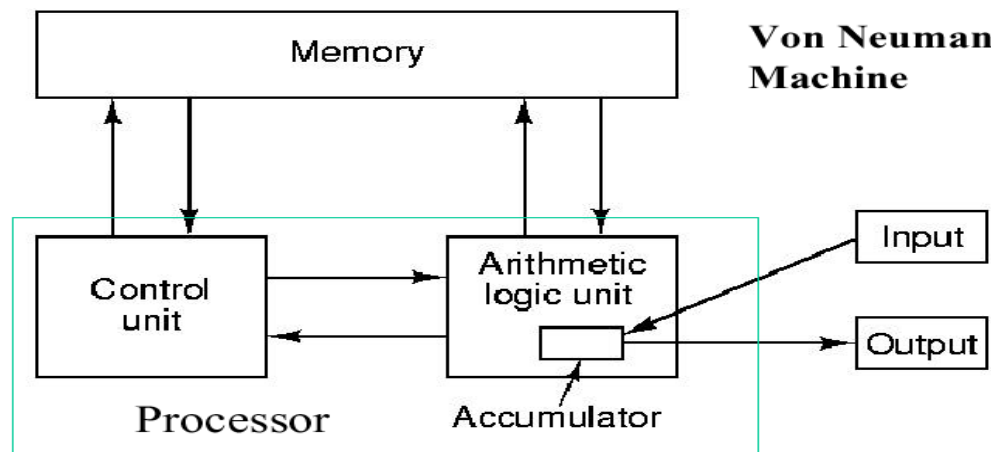 Memory
Von Neuman
Machine
Control
unit
Arithmetic
logic unit
Input
Output
Processor
Accumulator